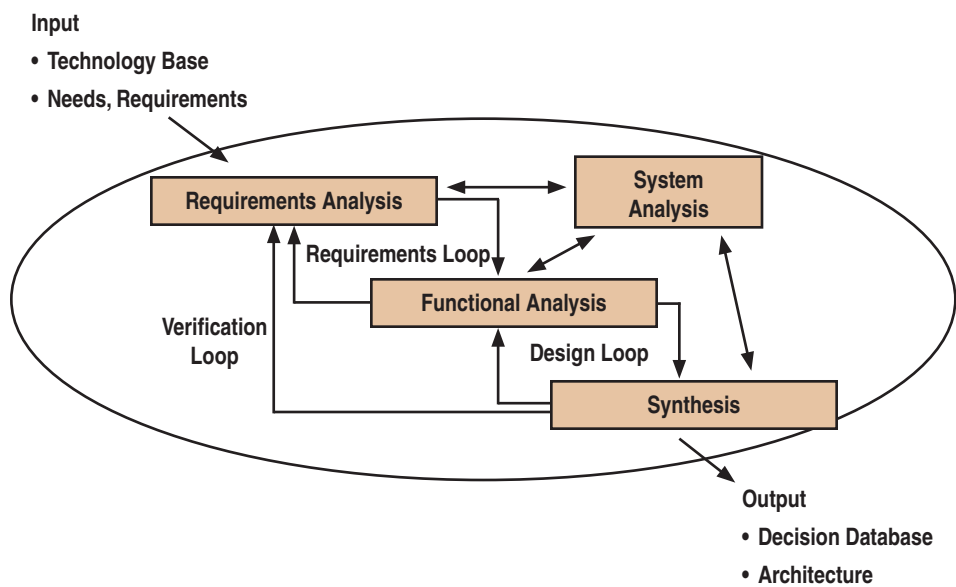 Input
• Technology Base
• Needs, Requirements
Requirements Analysis
System
Analysis
Requirements Loop
Functional Analysis
Verification
Loop
Design Loop
Synthesis
Output
• Decision Database
• Architecture